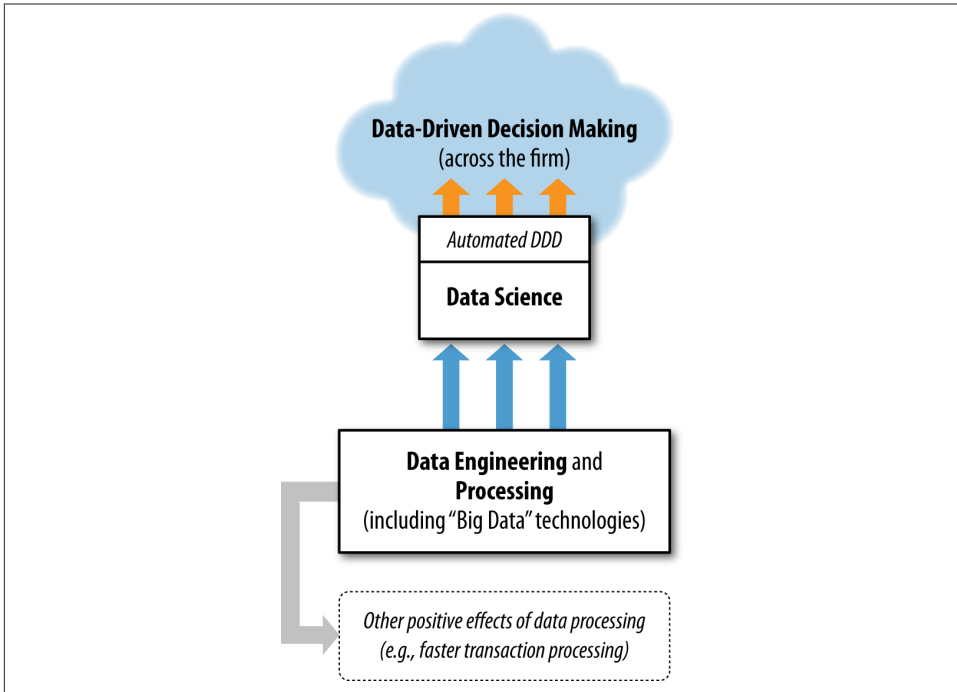 Data-Driven Decision Making
(across the firm)
Automated DDD
Data Science
Data Engineering and
Processing
(including “Big Data” technologies)
Other positive effects of data processing
(e.g., faster transaction processing)